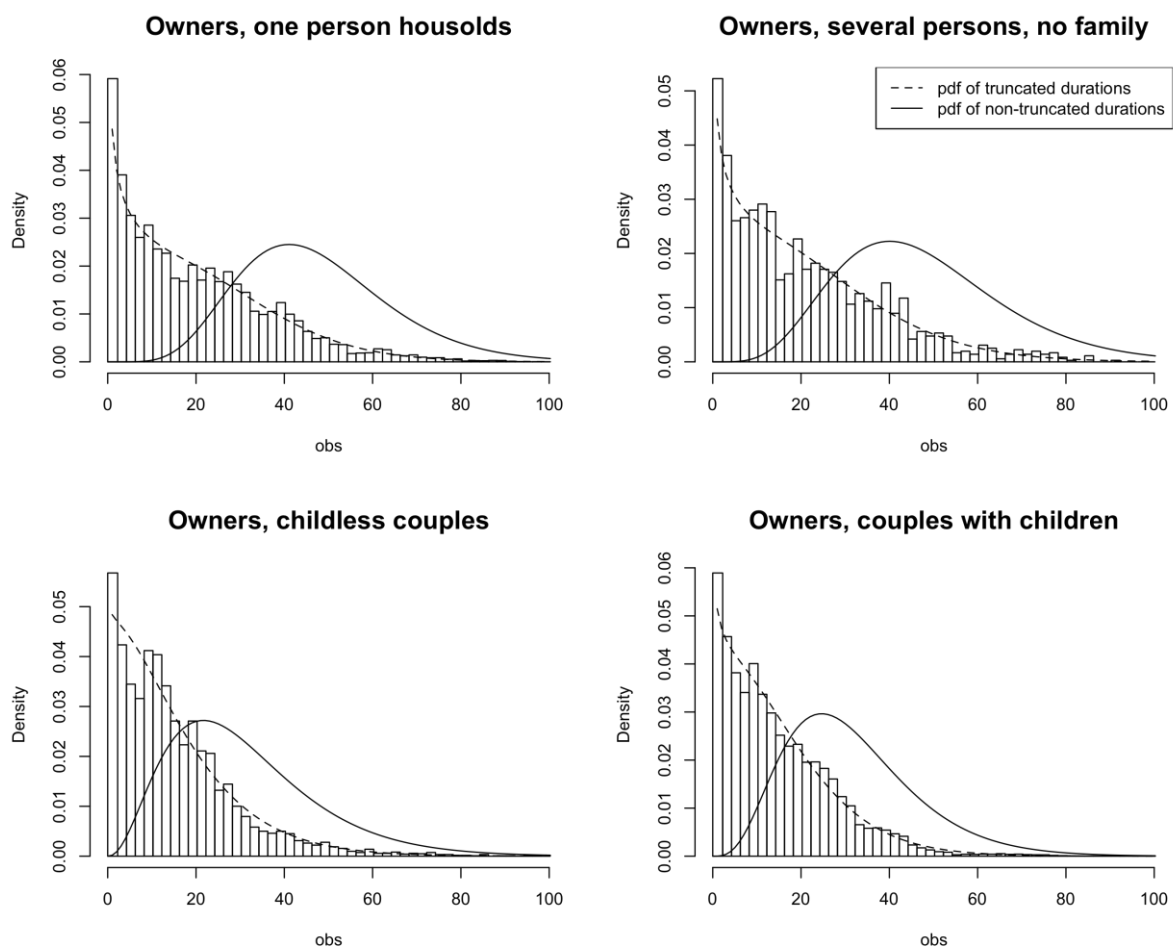 Owners, one person housolds
Density
0.00 0.01 0.02 0.03 0.04 0.05 0.06
0 20 40 60 80 100
obs
Owners, several persons, no family
pdf of truncated durations
pdf of non-truncated durations
Density
0.00 0.01 0.02 0.03 0.04 0.05
0 20 40 60 80 100
obs
Owners, childless couples
Density
0.00 0.01 0.02 0.03 0.04 0.05
0 20 40 60 80 100
obs
Owners, couples with children
Density
0.00 0.01 0.02 0.03 0.04 0.05 0.06
0 20 40 60 80 100
obs